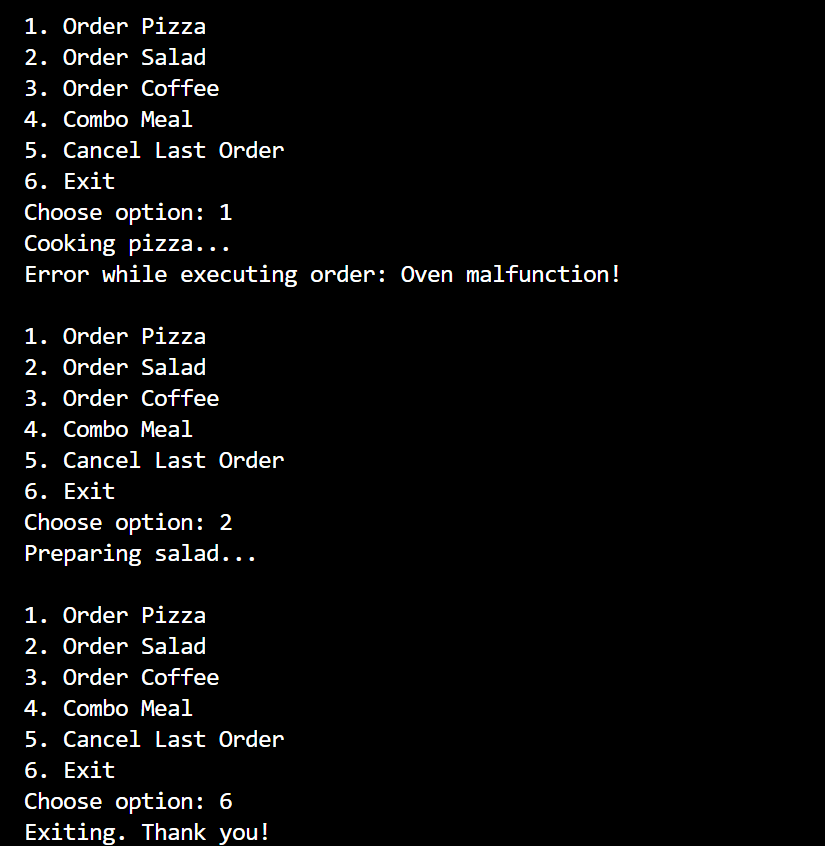 1. Order Pizza
2. Order Salad
3. Order Coffee
4. Combo Meal
5. Cancel Last Order
6. Exit
Choose option: 1
Cooking pizza...
Error while executing order: Oven malfunction!
1. Order Pizza
2. Order Salad
3. Order Coffee
4. Combo Meal
5. Cancel Last Order
6. Exit
Choose option: 2
Preparing salad...
1. Order Pizza
2. Order Salad
3. Order Coffee
4. Combo Meal
5. Cancel Last Order
6. Exit
Choose option: 6
Exiting. Thank you!